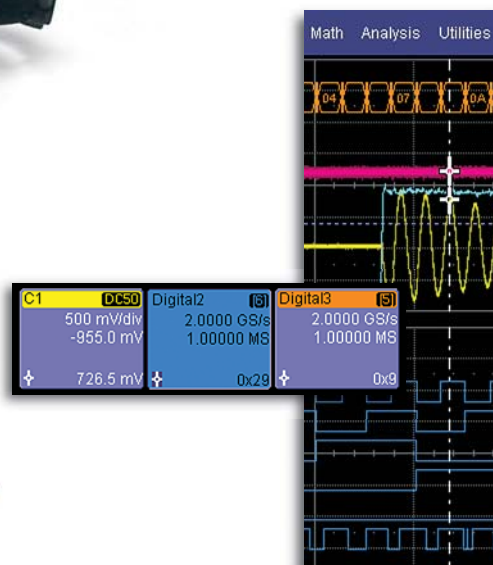 Math Analysis Utilities
04 07 0A
C1 DC50
500 mV/div
-955.0 mV
726.5 mV
Digital2 [6]
2.0000 GS/s
1.00000 MS
0x29
Digital3 [5]
2.0000 GS/s
1.00000 MS
0x9